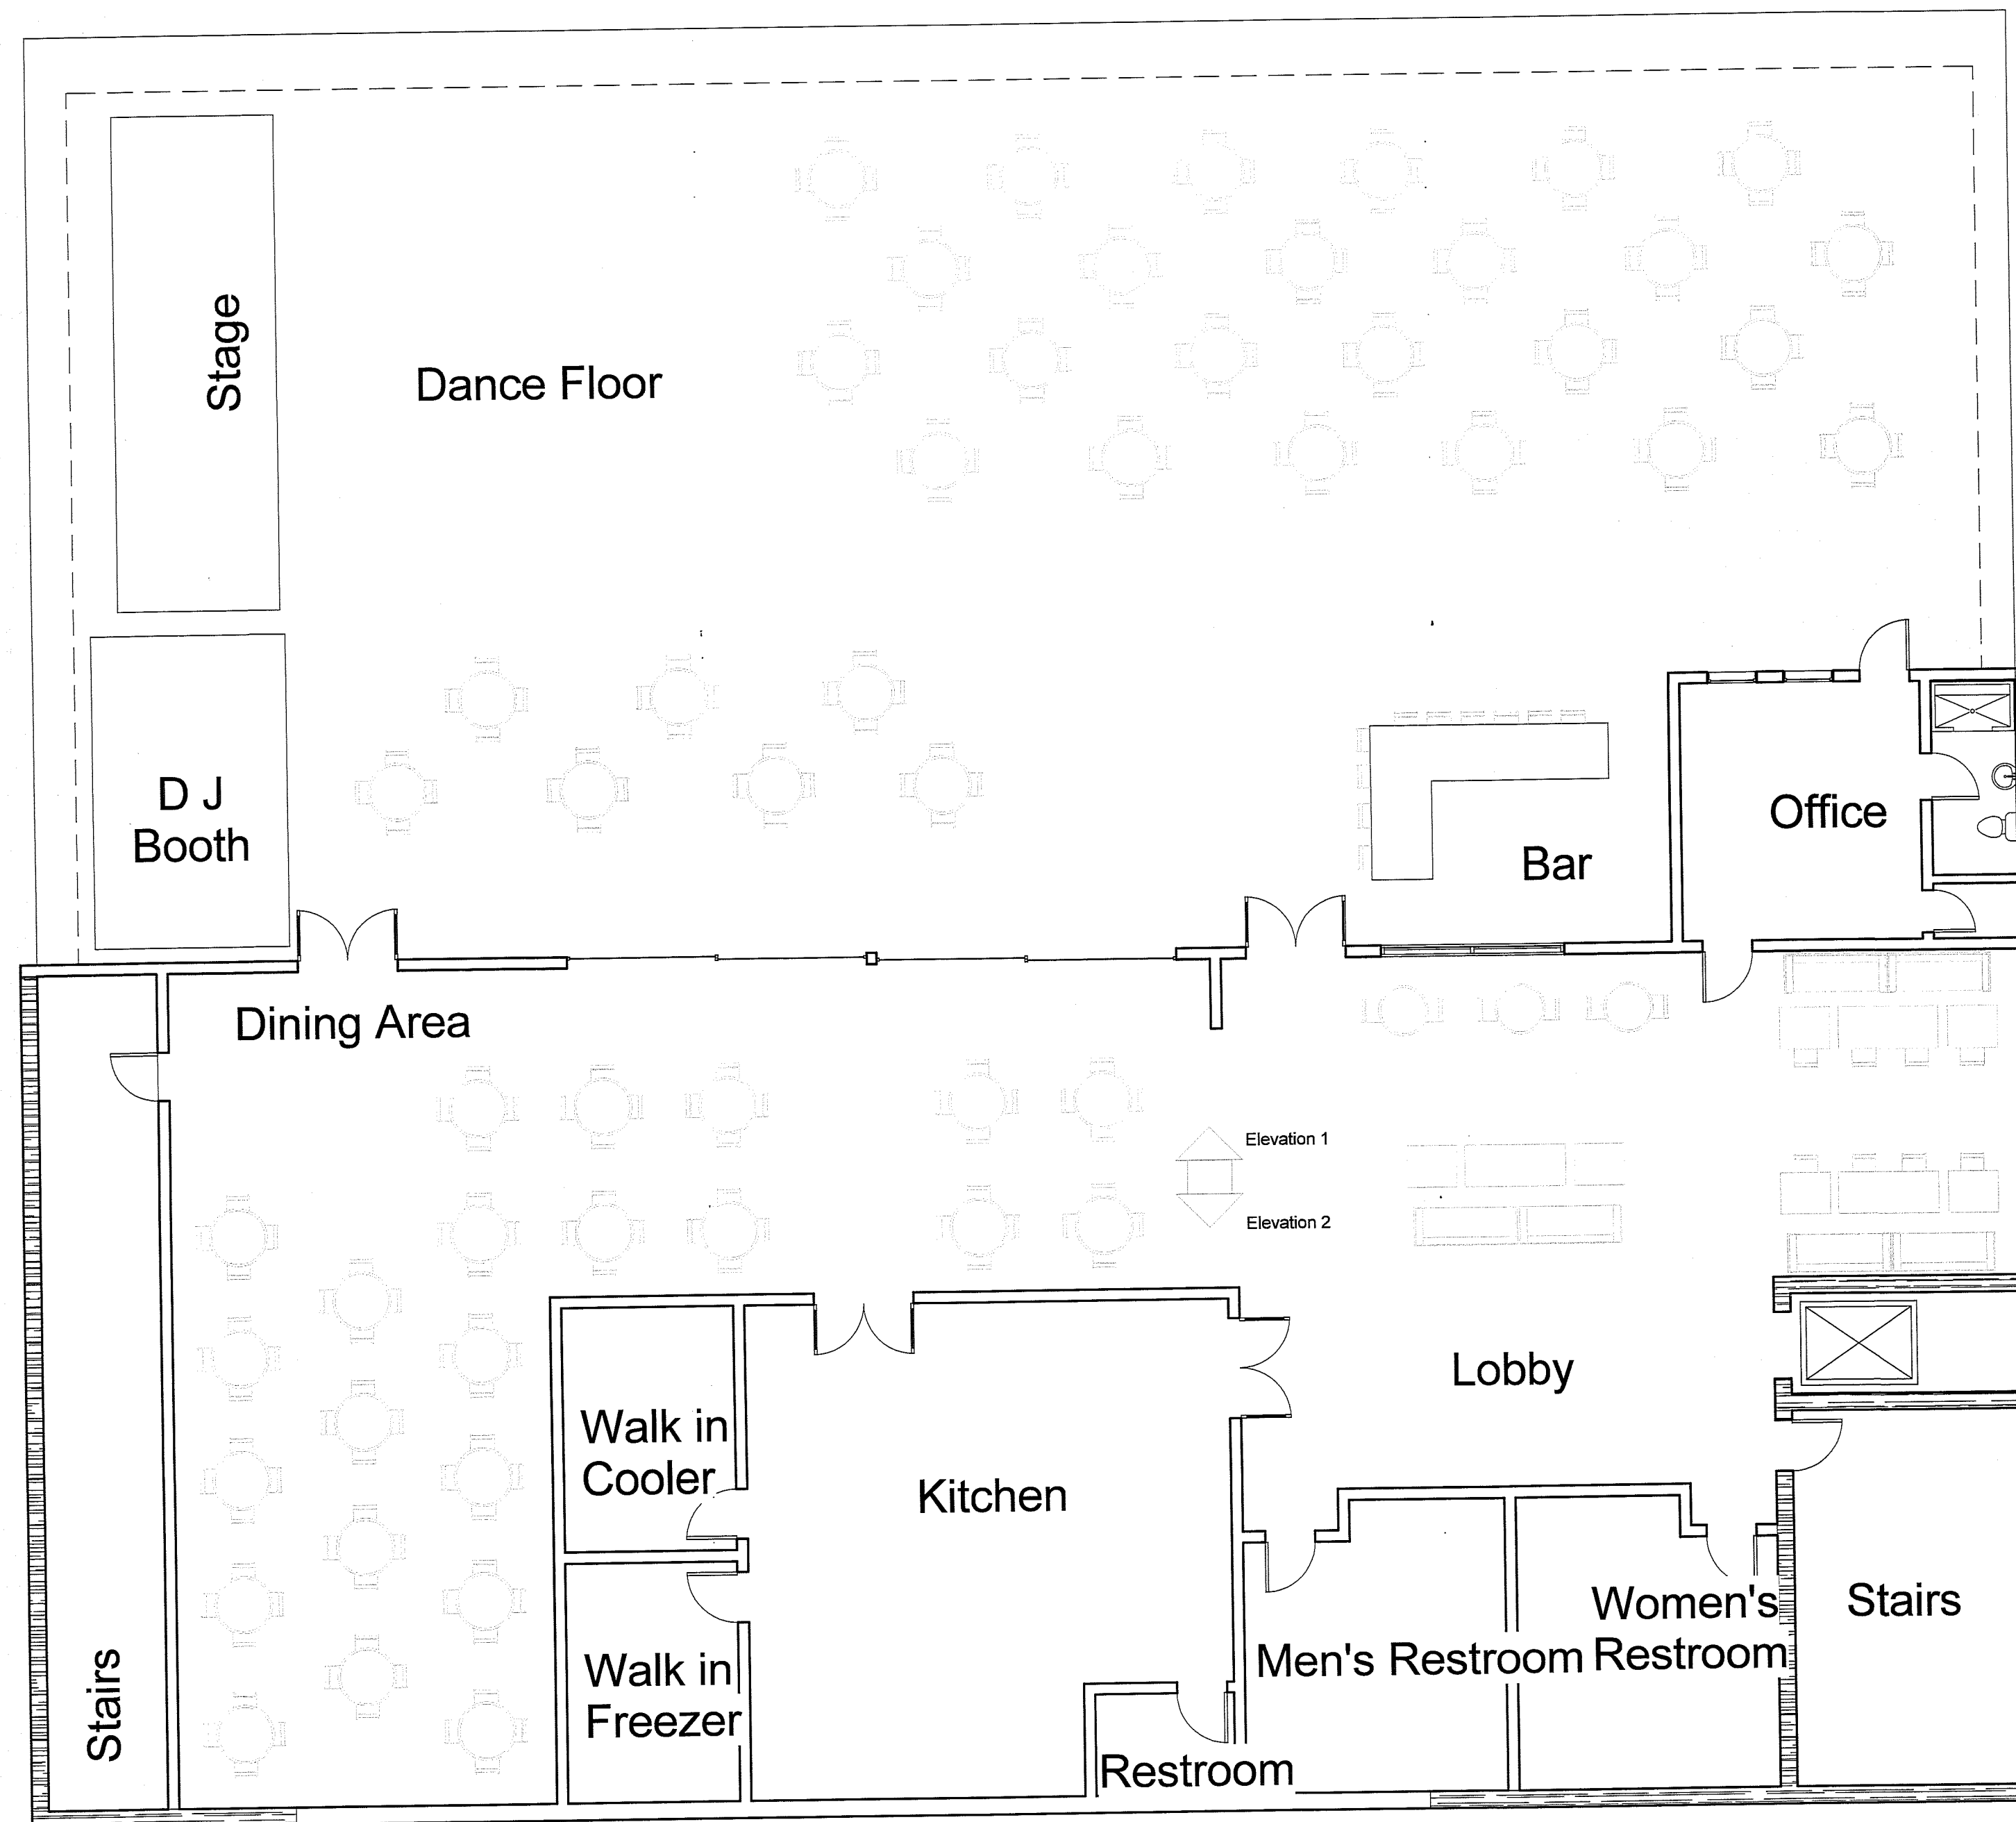 Stage
Dance Floor
D J
Booth
Office
Bar
Dining Area
Elevation 1
Elevation 2
Lobby
Walk in
Cooler
Kitchen
Women's
Restroom
Stairs
Men's Restroom
Walk in
Freezer
Stairs
Restroom